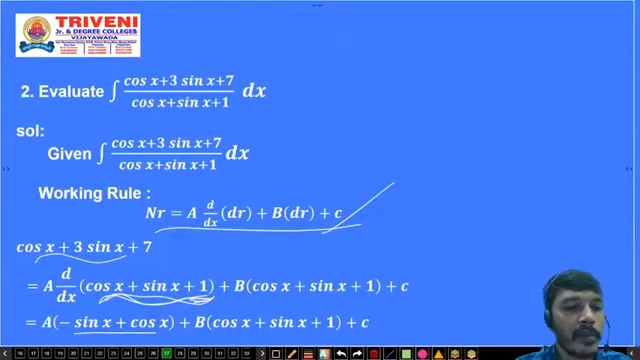 TRIVENI
Jr. & DEGREE COLLEGES
VIJAYAWADA
2. Evaluate ∫ (cos x+3 sin x+7)/(cos x+sin x+1) dx
sol:
Given ∫ (cos x+3 sin x+7)/(cos x+sin x+1) dx
Working Rule :
Nr = A d/dx (dr) + B(dr) + c
cos x + 3 sin x + 7
= A d/dx (cos x + sin x + 1) + B(cos x + sin x + 1) + c
= A(− sin x + cos x) + B(cos x + sin x + 1) + c